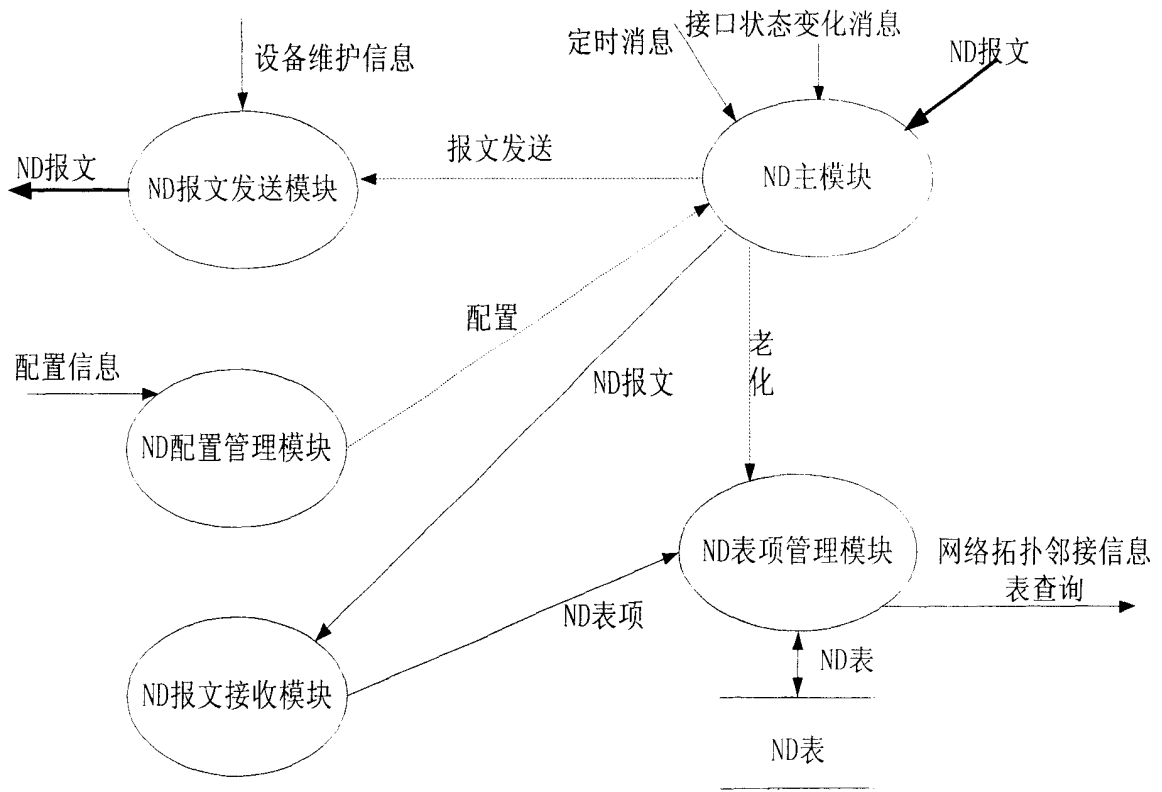 设备维护信息
定时消息
接口状态变化消息
ND报文
ND报文
ND报文发送模块
报文发送
ND主模块
配置
配置信息
ND报文
老化
ND配置管理模块
ND表项管理模块
网络拓扑邻接信息
表查询
ND表项
ND报文接收模块
ND表
ND表